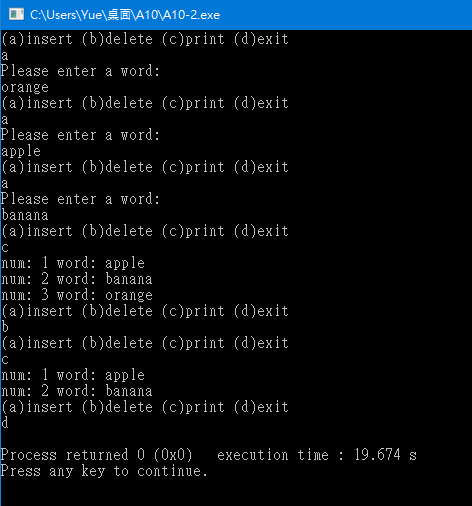 C:\Users\Yue\桌面\A10\A10-2.exe
(a)insert (b)delete (c)print (d)exit
a
Please enter a word:
orange
(a)insert (b)delete (c)print (d)exit
a
Please enter a word:
apple
(a)insert (b)delete (c)print (d)exit
a
Please enter a word:
banana
(a)insert (b)delete (c)print (d)exit
c
num: 1 word: apple
num: 2 word: banana
num: 3 word: orange
(a)insert (b)delete (c)print (d)exit
b
(a)insert (b)delete (c)print (d)exit
c
num: 1 word: apple
num: 2 word: banana
(a)insert (b)delete (c)print (d)exit
d
Process returned 0 (0x0)   execution time : 19.674 s
Press any key to continue.